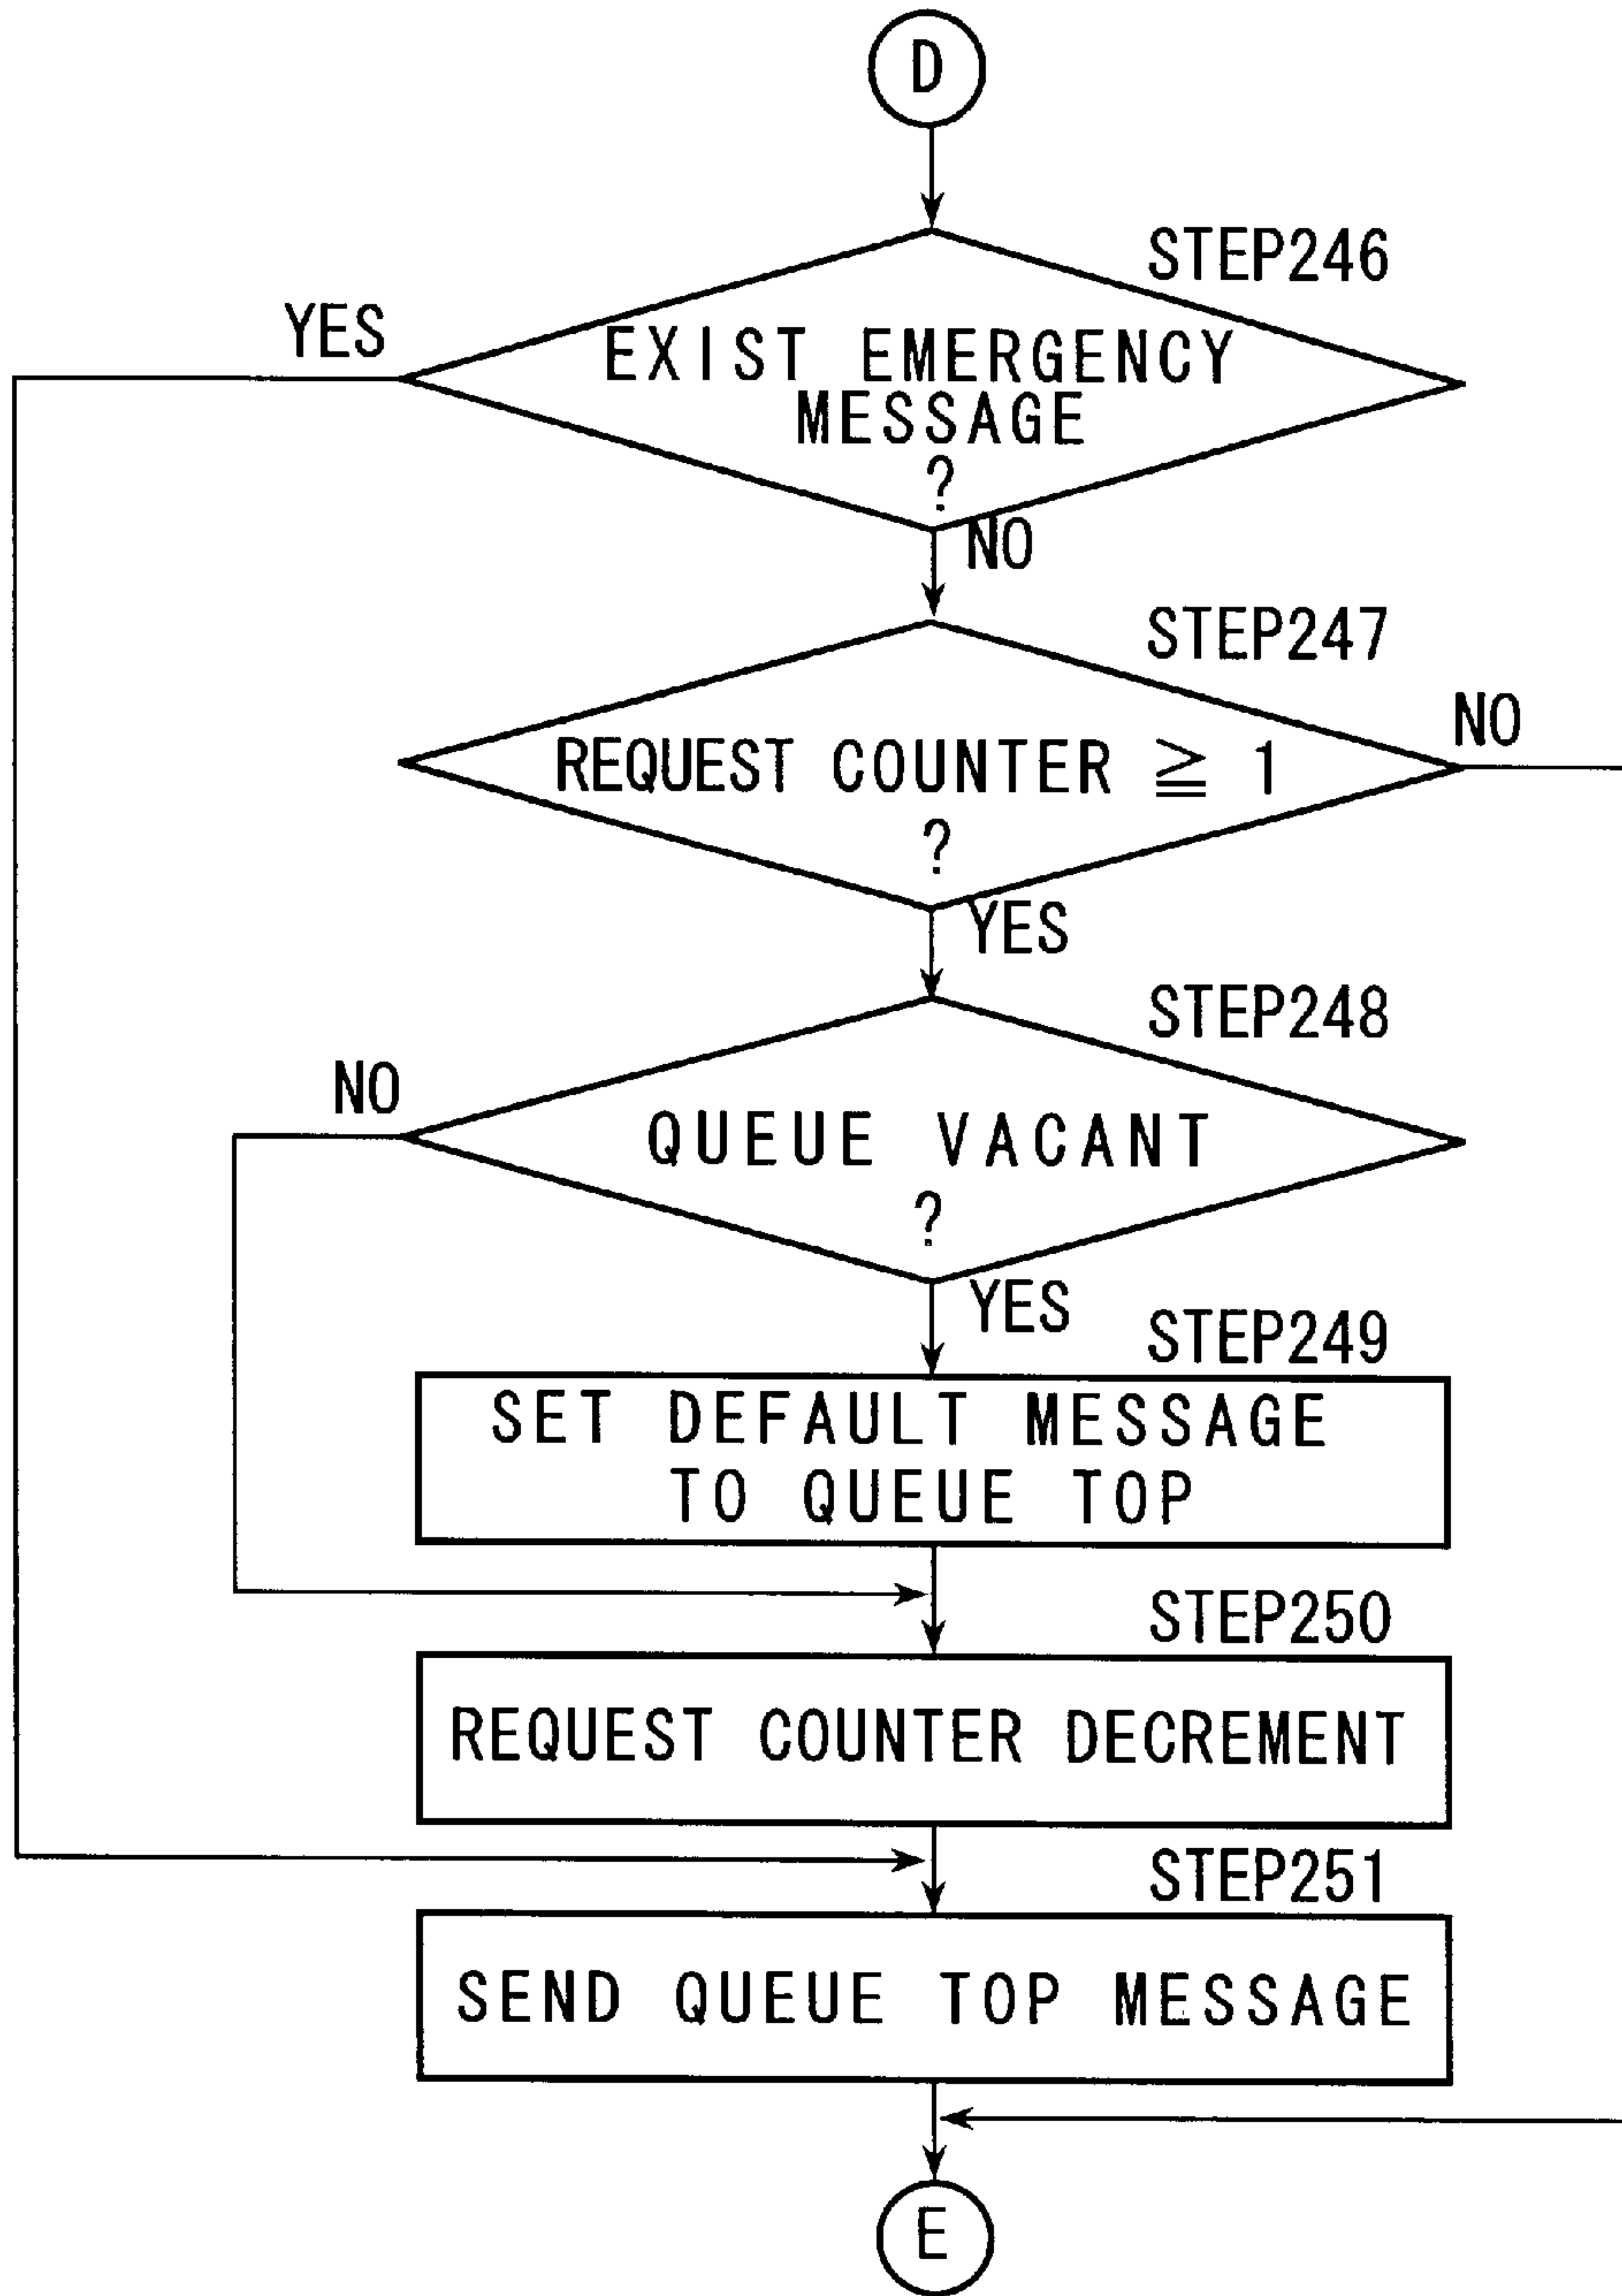 D
STEP246
YES
EXIST EMERGENCY
MESSAGE
?
NO
STEP247
NO
REQUEST COUNTER ≧ 1
?
YES
STEP248
NO
QUEUE VACANT
?
YES
STEP249
SET DEFAULT MESSAGE
TO QUEUE TOP
STEP250
REQUEST COUNTER DECREMENT
STEP251
SEND QUEUE TOP MESSAGE
E